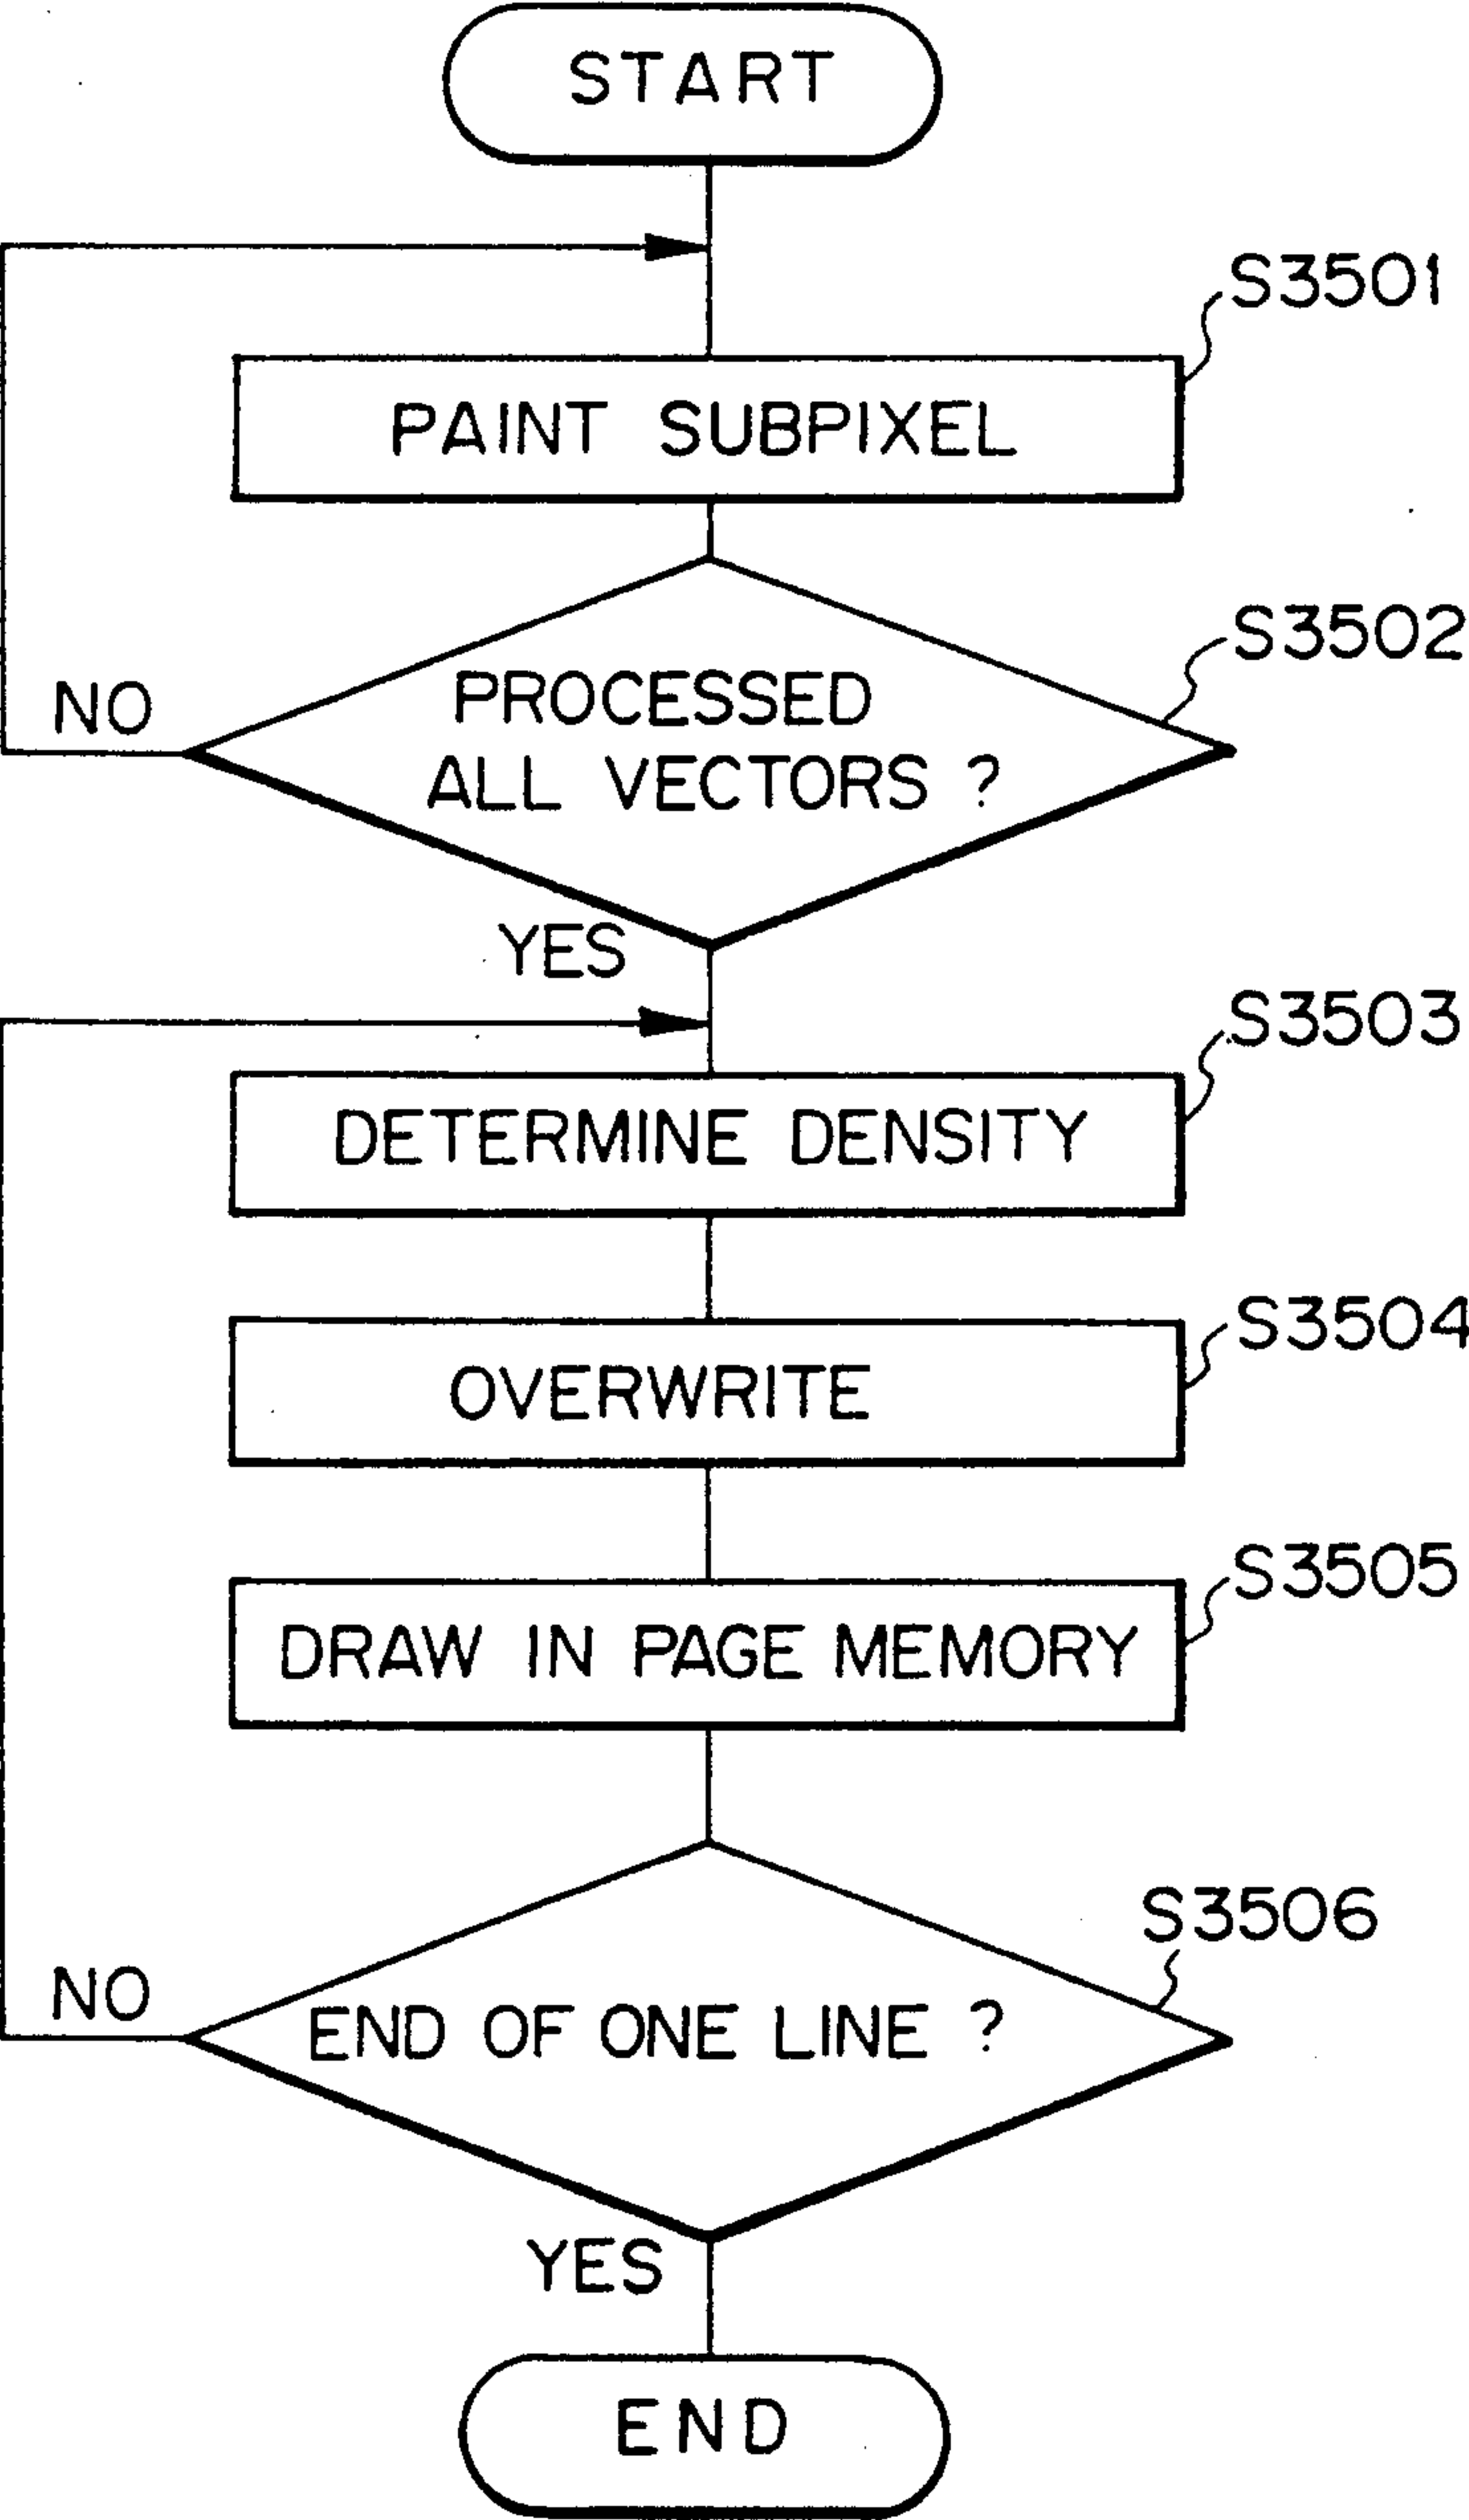 START
S3501
PAINT SUBPIXEL
S3502
PROCESSED
ALL VECTORS ?
NO
YES
S3503
DETERMINE DENSITY
S3504
OVERWRITE
S3505
DRAW IN PAGE MEMORY
S3506
NO
END OF ONE LINE ?
YES
END